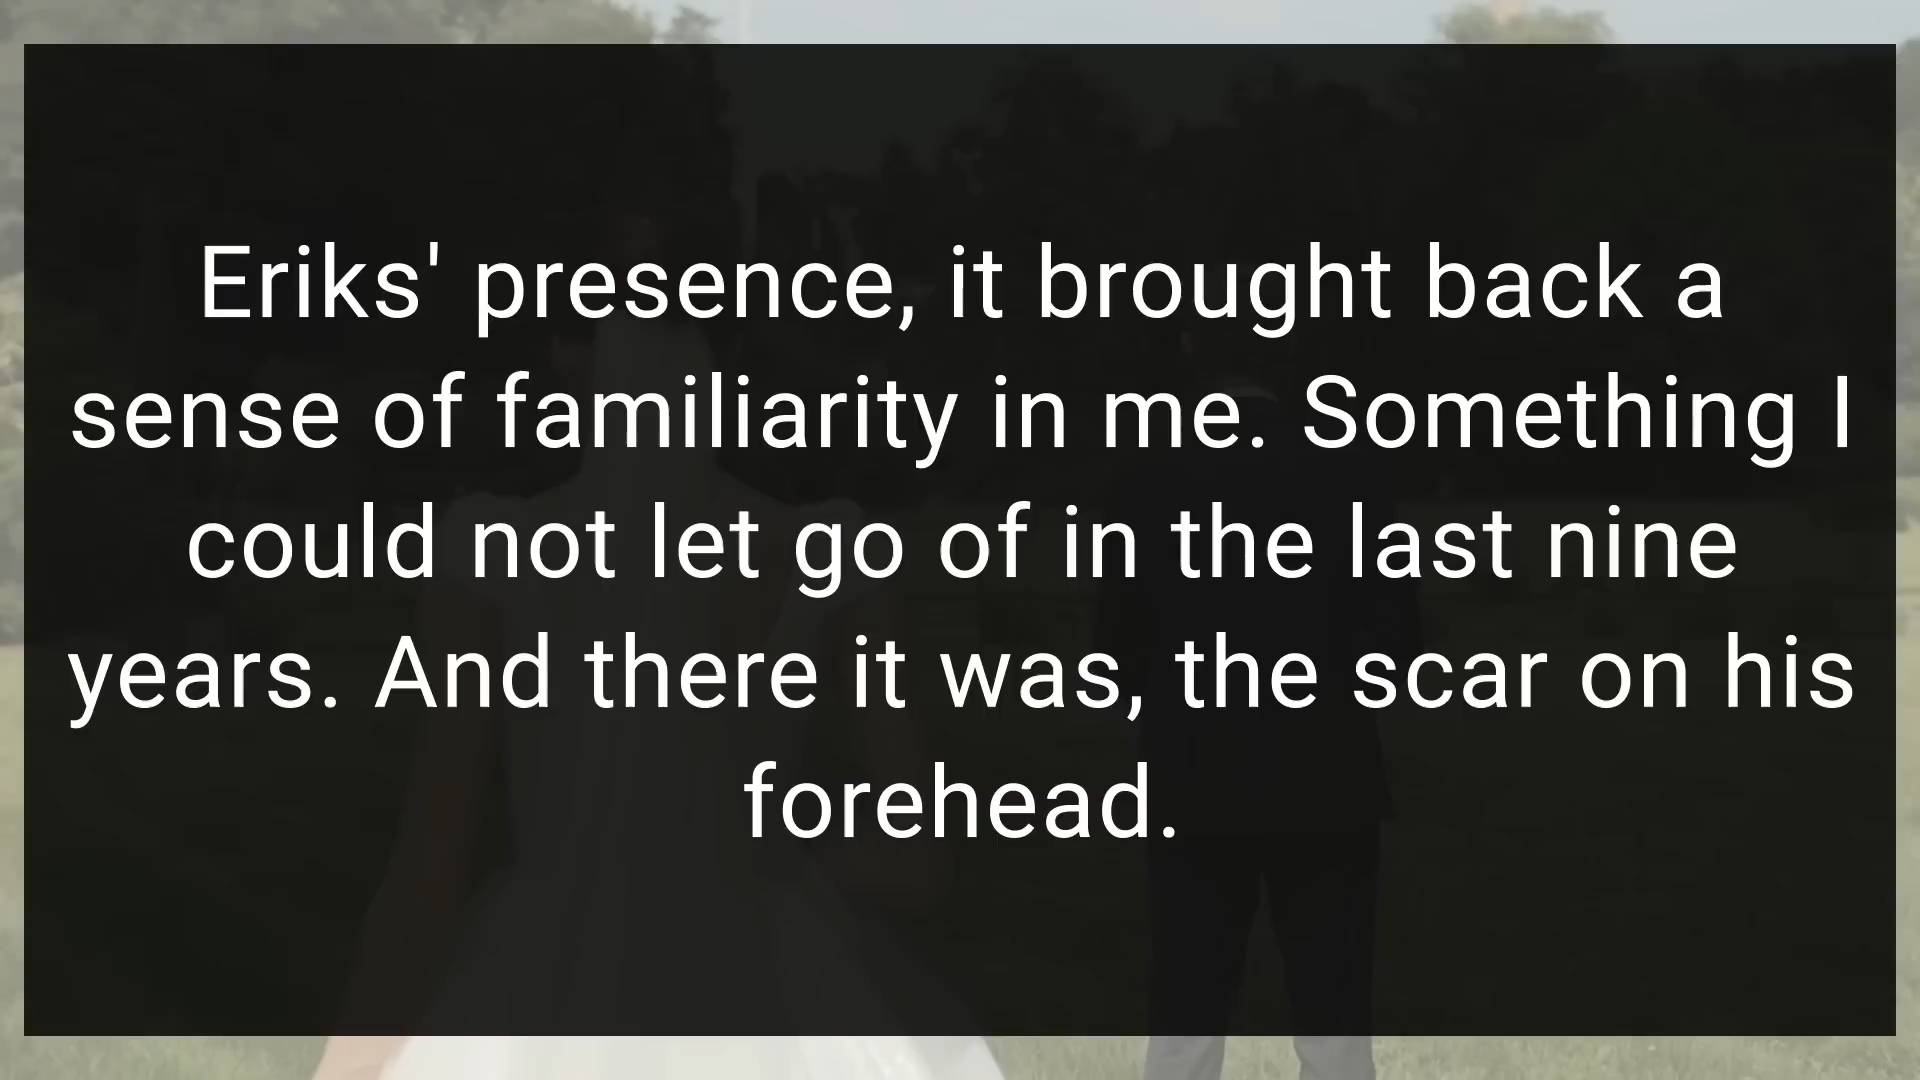 Eriks' presence, it brought back a
sense of familiarity in me. Something I
could not let go of in the last nine
years. And there it was, the scar on his
forehead.